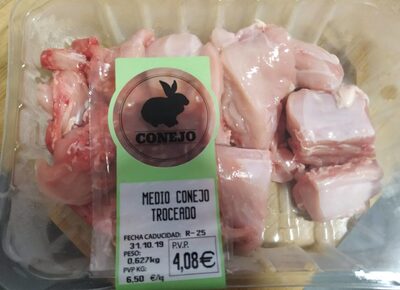 CONEJO
MEDIO CONEJO
TROCEADO
FECHA CADUCIDAD: R-25
31.10.19
PESO: P.V.P.
0,627kg 4,08€
PVP KG:
6,50 €/kg